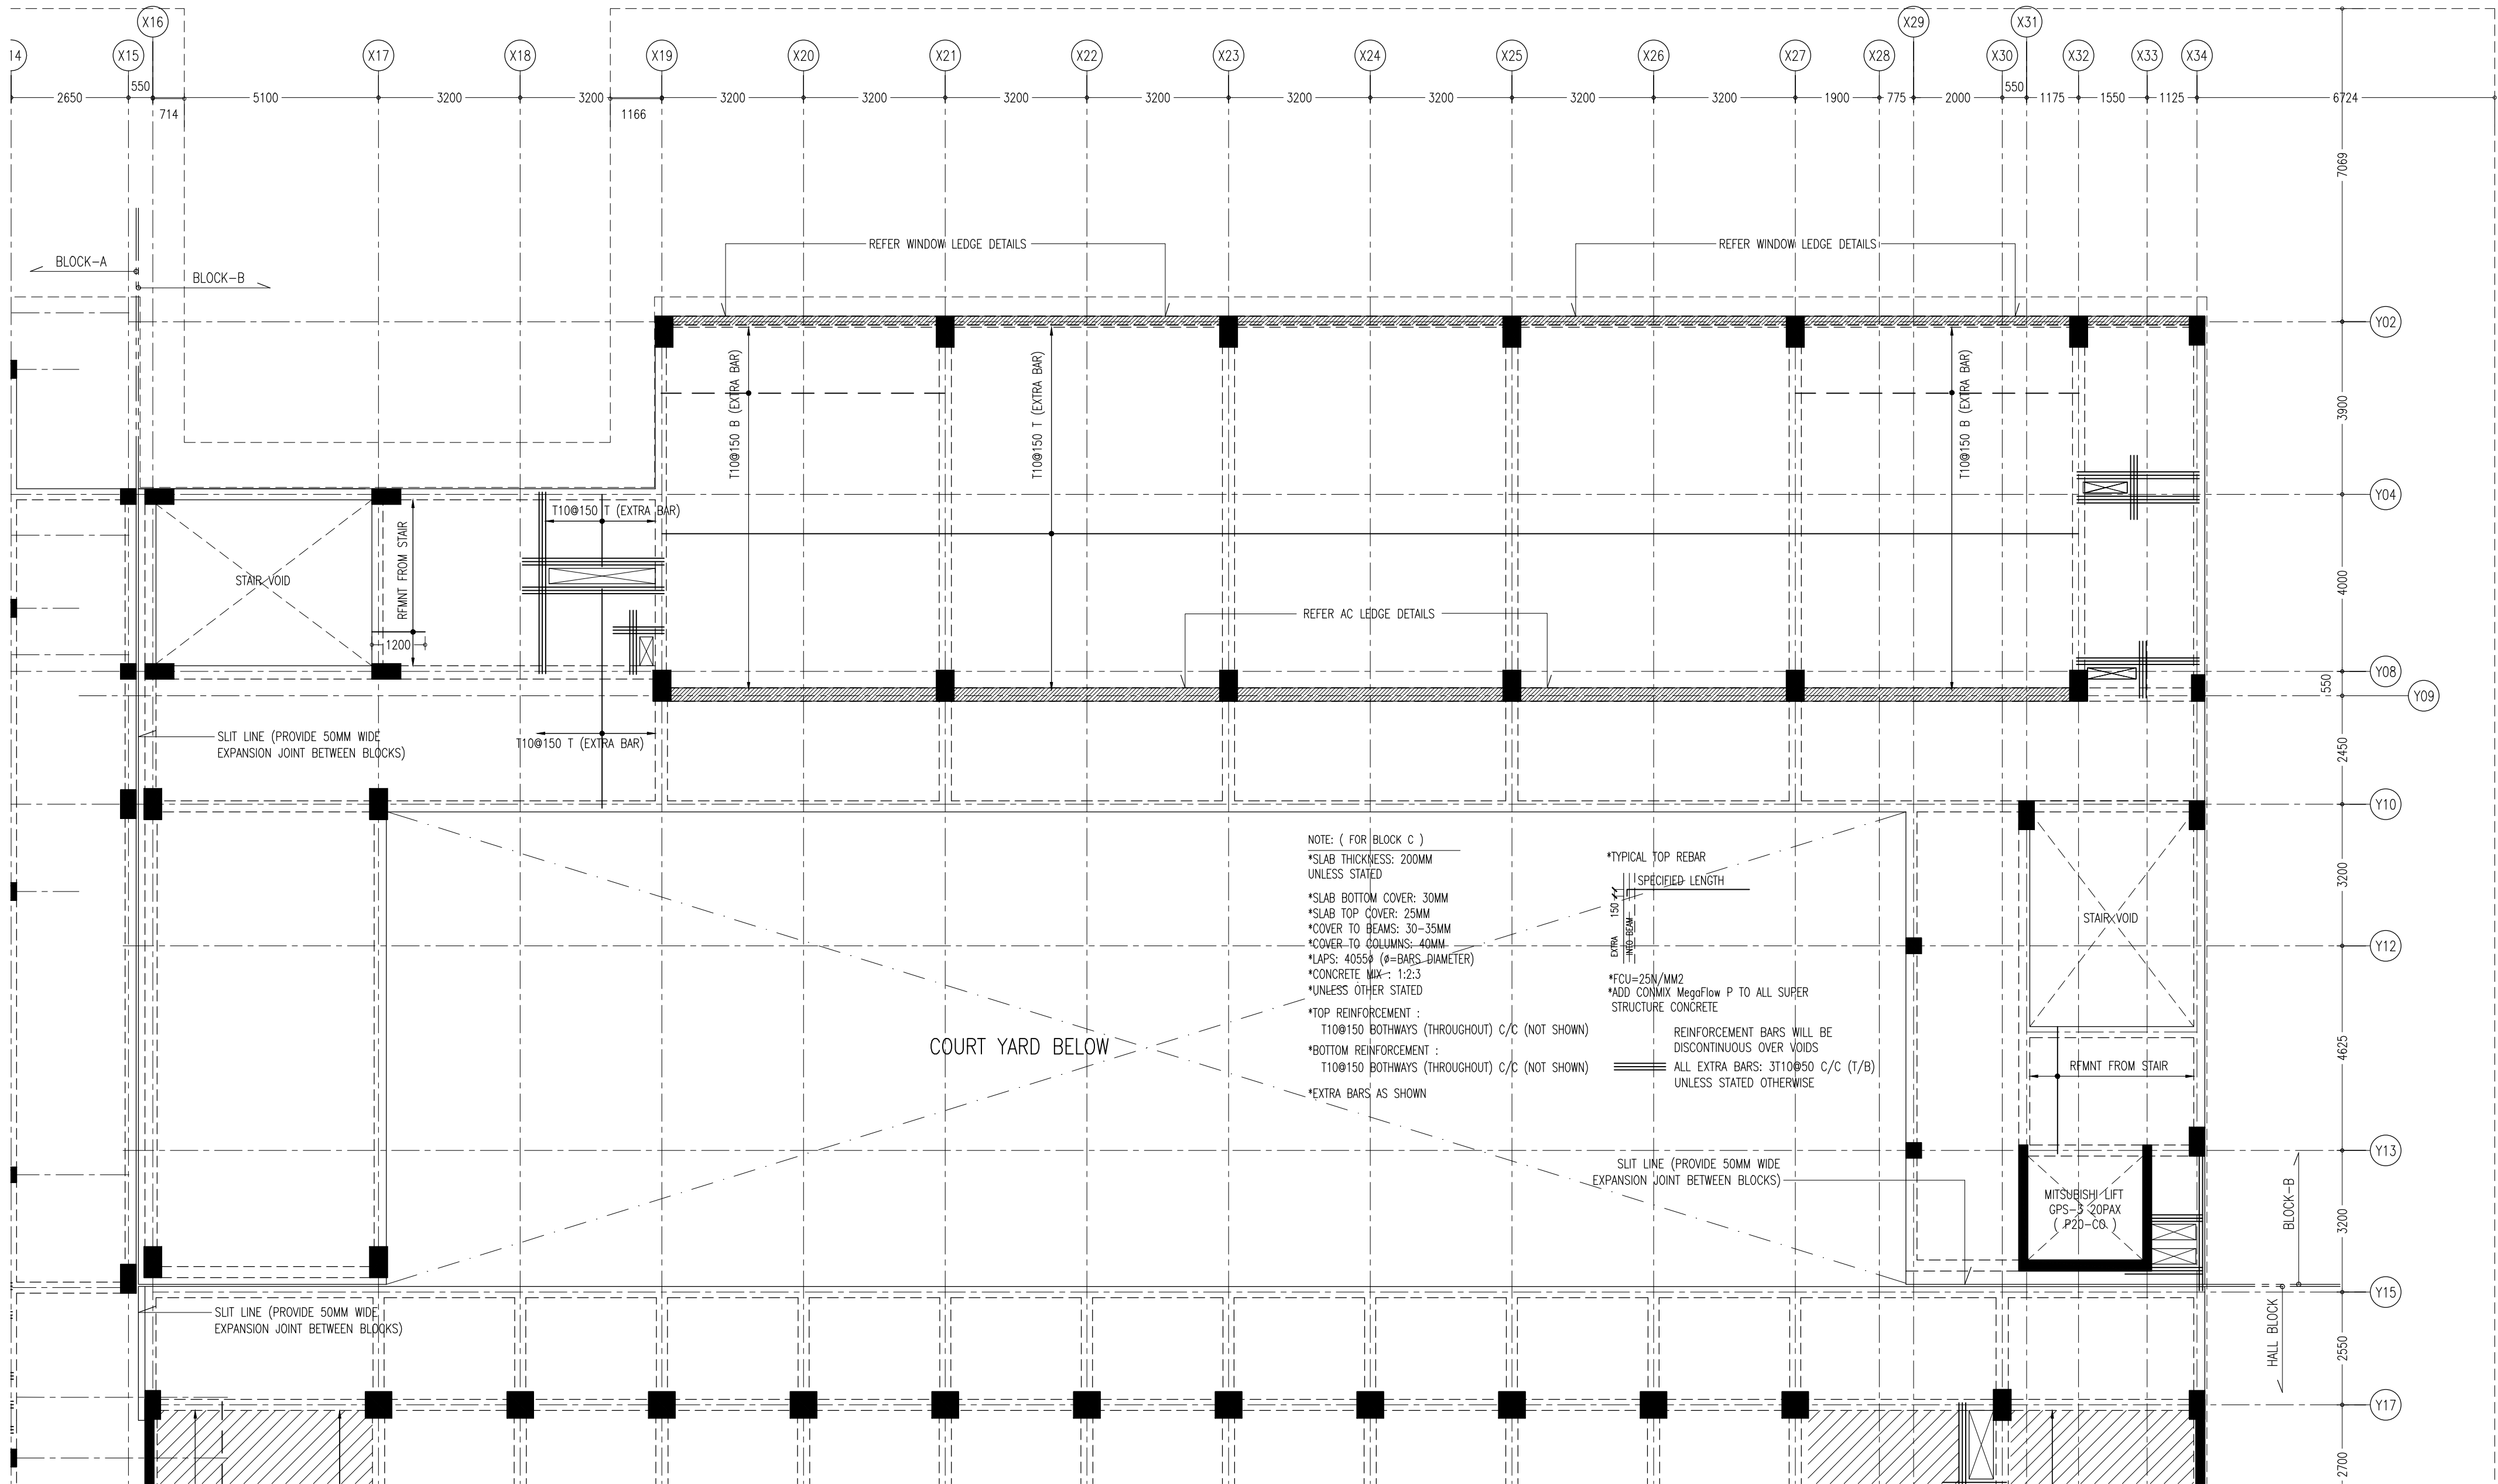 X16
X29
X31
14
X15
X17
X18
X19
X20
X21
X22
X23
X24
X25
X26
X27
X28
X30
X32
X33
X34
550
550
2650
5100
3200
3200
3200
3200
3200
3200
3200
3200
3200
3200
1900
775
2000
1175
1550
1125
6724
714
1166
7069
REFER WINDOW LEDGE DETAILS
REFER WINDOW LEDGE DETAILS
BLOCK-A
BLOCK-B
Y02
T10@150 B (EXTRA BAR)
T10@150 T (EXTRA BAR)
T10@150 B (EXTRA BAR)
3900
Y04
T10@150 T (EXTRA BAR)
RFMNT FROM STAIR
STAIR VOID
4000
REFER AC LEDGE DETAILS
1200
Y08
550
Y09
SLIT LINE (PROVIDE 50MM WIDE
EXPANSION JOINT BETWEEN BLOCKS)
T10@150 T (EXTRA BAR)
2450
Y10
NOTE: ( FOR BLOCK C )
*SLAB THICKNESS: 200MM
UNLESS STATED
*SLAB BOTTOM COVER: 30MM
*SLAB TOP COVER: 25MM
*COVER TO BEAMS: 30-35MM
*COVER TO COLUMNS: 40MM
*LAPS: 4055ø (ø=BARS DIAMETER)
*CONCRETE MIX : 1:2:3
*UNLESS OTHER STATED
*TOP REINFORCEMENT :
T10@150 BOTHWAYS (THROUGHOUT) C/C (NOT SHOWN)
*BOTTOM REINFORCEMENT :
T10@150 BOTHWAYS (THROUGHOUT) C/C (NOT SHOWN)
*EXTRA BARS AS SHOWN
*TYPICAL TOP REBAR
SPECIFIED LENGTH
EXTRA 150
INTO BEAM
*FCU=25N/MM2
*ADD CONMIX MegaFlow P TO ALL SUPER
STRUCTURE CONCRETE
REINFORCEMENT BARS WILL BE
DISCONTINUOUS OVER VOIDS
ALL EXTRA BARS: 3T10@50 C/C (T/B)
UNLESS STATED OTHERWISE
3200
STAIR VOID
Y12
COURT YARD BELOW
4625
RFMNT FROM STAIR
Y13
SLIT LINE (PROVIDE 50MM WIDE
EXPANSION JOINT BETWEEN BLOCKS)
MITSUBISHI LIFT
GPS-3 20PAX
( P20-CO )
BLOCK-B
3200
Y15
SLIT LINE (PROVIDE 50MM WIDE
EXPANSION JOINT BETWEEN BLOCKS)
HALL BLOCK
2550
Y17
2700